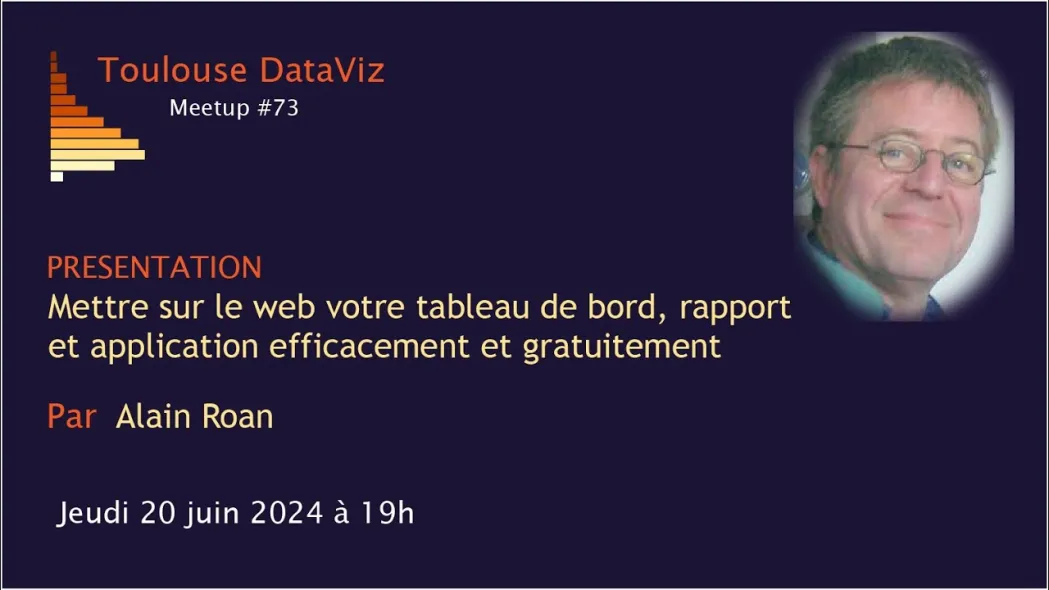 Toulouse DataViz
Meetup #73
PRESENTATION
Mettre sur le web votre tableau de bord, rapport
et application efficacement et gratuitement
Par Alain Roan
Jeudi 20 juin 2024 à 19h